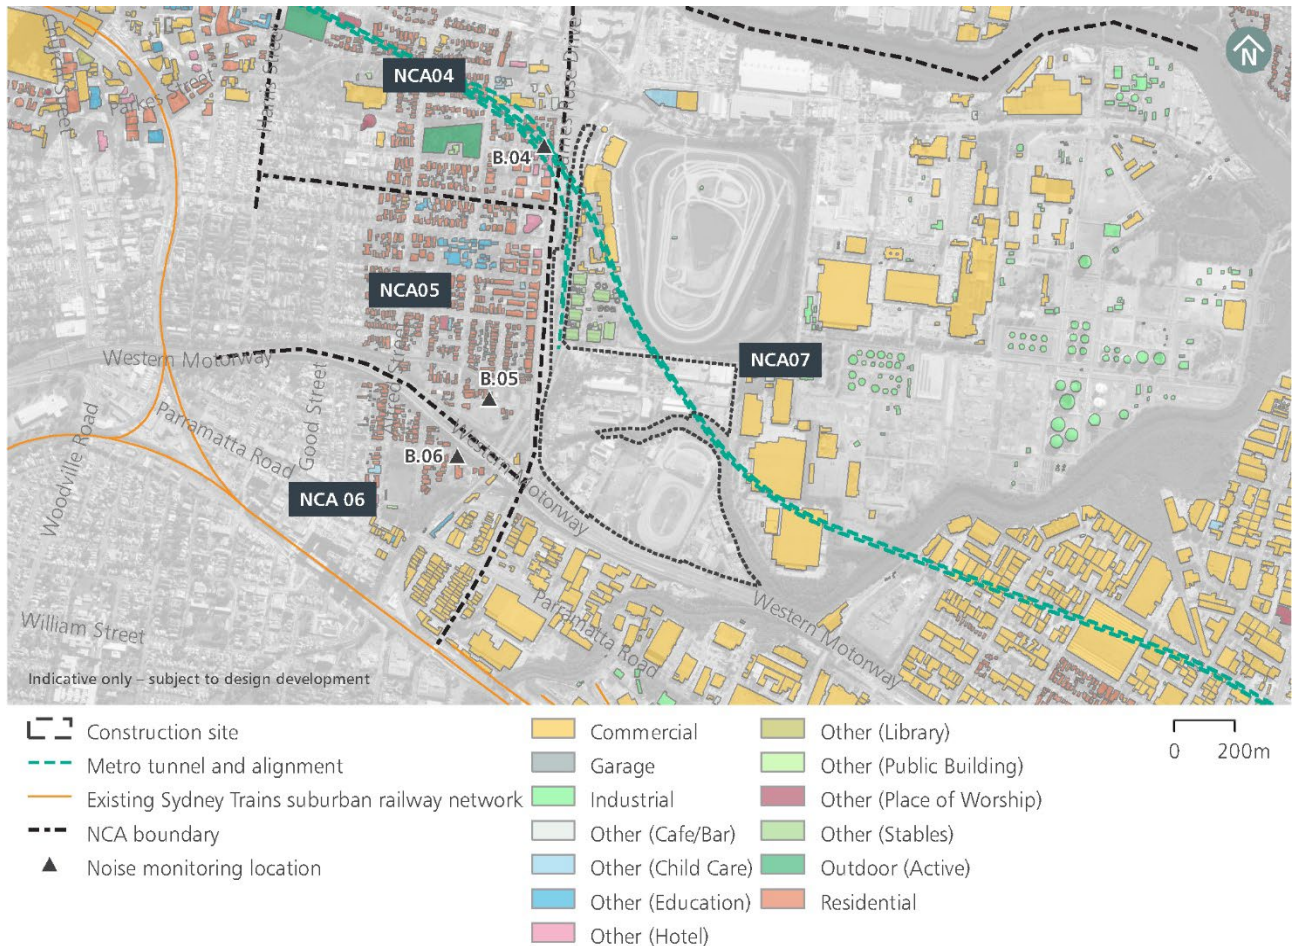 NCA04
N
Parkes Street
B.04
NCA05
NCA07
Western Motorway
B.05
Alfred Street
Good Street
Woodville Road
Parramatta Road
B.06
Western Motorway
NCA 06
Western Motorway
Parramatta Road
William Street
Indicative only – subject to design development
Construction site
Metro tunnel and alignment
Existing Sydney Trains suburban railway network
NCA boundary
Noise monitoring location
Commercial
Garage
Industrial
Other (Cafe/Bar)
Other (Child Care)
Other (Education)
Other (Hotel)
Other (Library)
Other (Public Building)
Other (Place of Worship)
Other (Stables)
Outdoor (Active)
Residential
0 200m